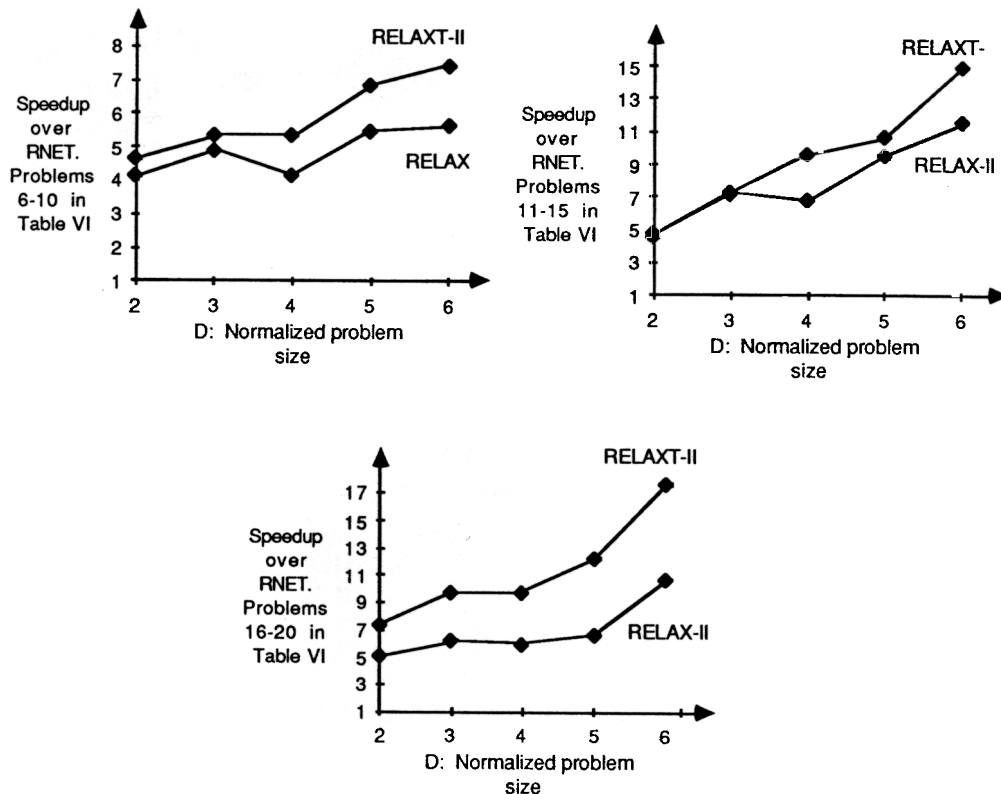 8
7
6
5
4
3
2
1
Speedup
over
RNET.
Problems
6-10 in
Table VI
RELAXT-II
RELAX
2 3 4 5 6
D: Normalized problem
size
15
13
11
9
7
5
3
1
Speedup
over
RNET.
Problems
11-15 in
Table VI
RELAXT-
RELAX-II
2 3 4 5 6
D: Normalized problem
size
17
15
13
11
9
7
5
3
1
Speedup
over
RNET.
Problems
16-20 in
Table VI
RELAXT-II
RELAX-II
2 3 4 5 6
D: Normalized problem
size